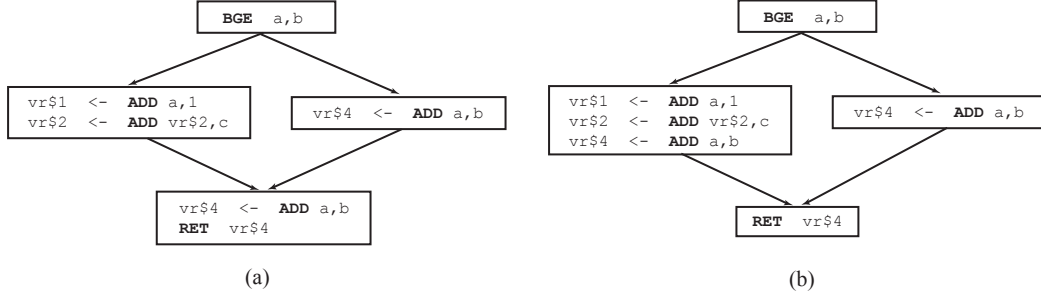 BGE a,b
vr$1 <- ADD a,1
vr$2 <- ADD vr$2,c
vr$4 <- ADD a,b
vr$4 <- ADD a,b
RET vr$4
(a)
BGE a,b
vr$1 <- ADD a,1
vr$2 <- ADD vr$2,c
vr$4 <- ADD a,b
vr$4 <- ADD a,b
RET vr$4
(b)